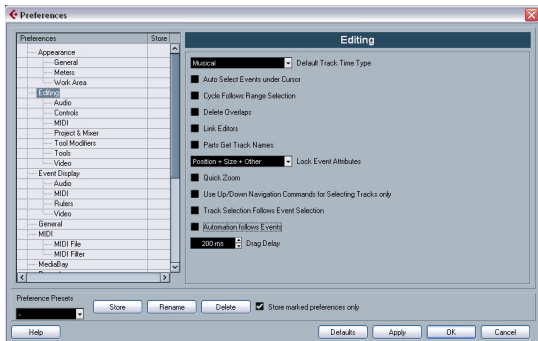 Preferences
Preferences Store
Appearance
General
Meters
Work Area
Editing
Audio
Controls
MIDI
Project & Mixer
Tool Modifiers
Tools
Video
Event Display
Audio
MIDI
Rulers
Video
General
MIDI
MIDI File
MIDI Filter
MediaBay
Editing
Musical Default Track Time Type
Auto Select Events under Cursor
Cycle Follows Range Selection
Delete Overlaps
Link Editors
Parts Get Track Names
Position + Size + Other Lock Event Attributes
Quick Zoom
Use Up/Down Navigation Commands for Selecting Tracks only
Track Selection Follows Event Selection
Automation follows Events
200 ms Drag Delay
Preference Presets
- Store Rename Delete Store marked preferences only
Help Defaults Apply OK Cancel